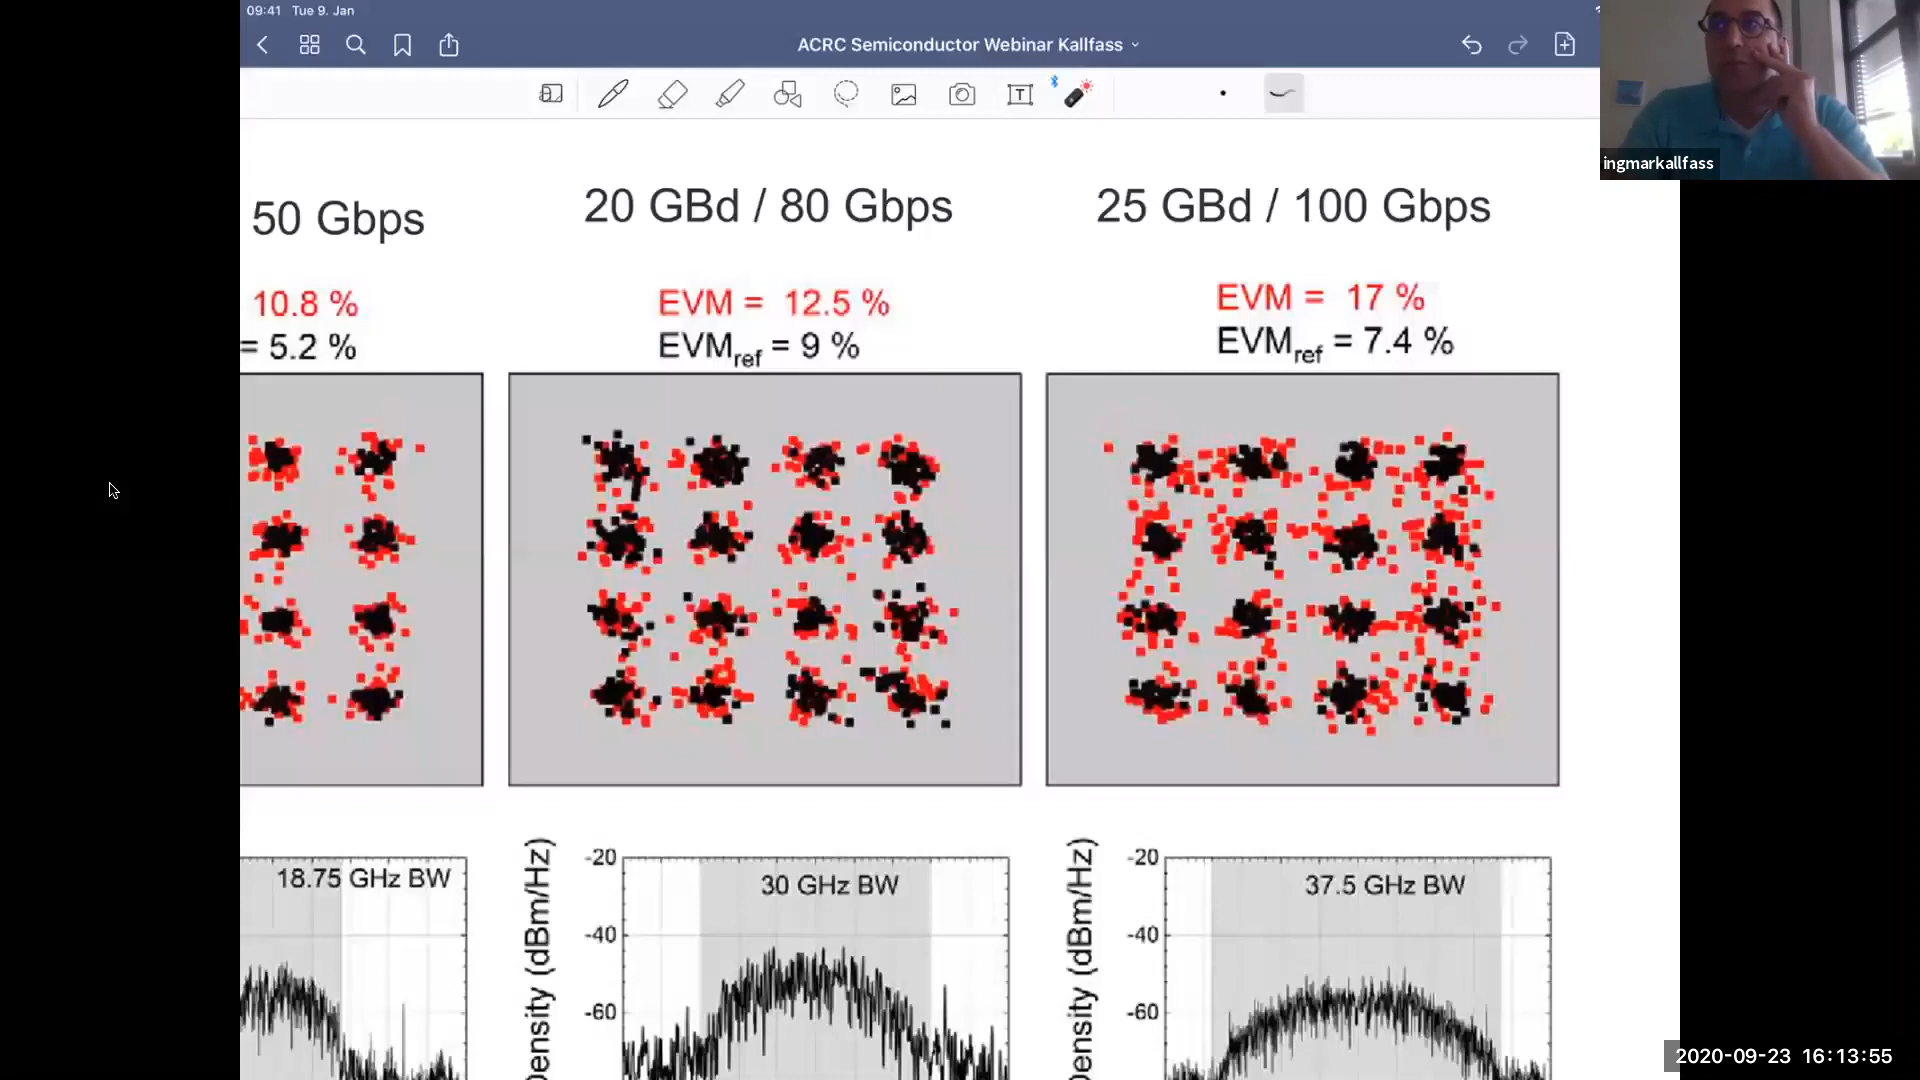 09:41 Tue 9. Jan
ACRC Semiconductor Webinar Kallfass
T
ingmarkallfass
50 Gbps
20 GBd / 80 Gbps
25 GBd / 100 Gbps
10.8 %
= 5.2 %
EVM = 12.5 %
EVMref = 9 %
EVM = 17 %
EVMref = 7.4 %
18.75 GHz BW
Density (dBm/Hz)
-20
-40
-60
30 GHz BW
Density (dBm/Hz)
-20
-40
-60
37.5 GHz BW
2020-09-23 16:13:55